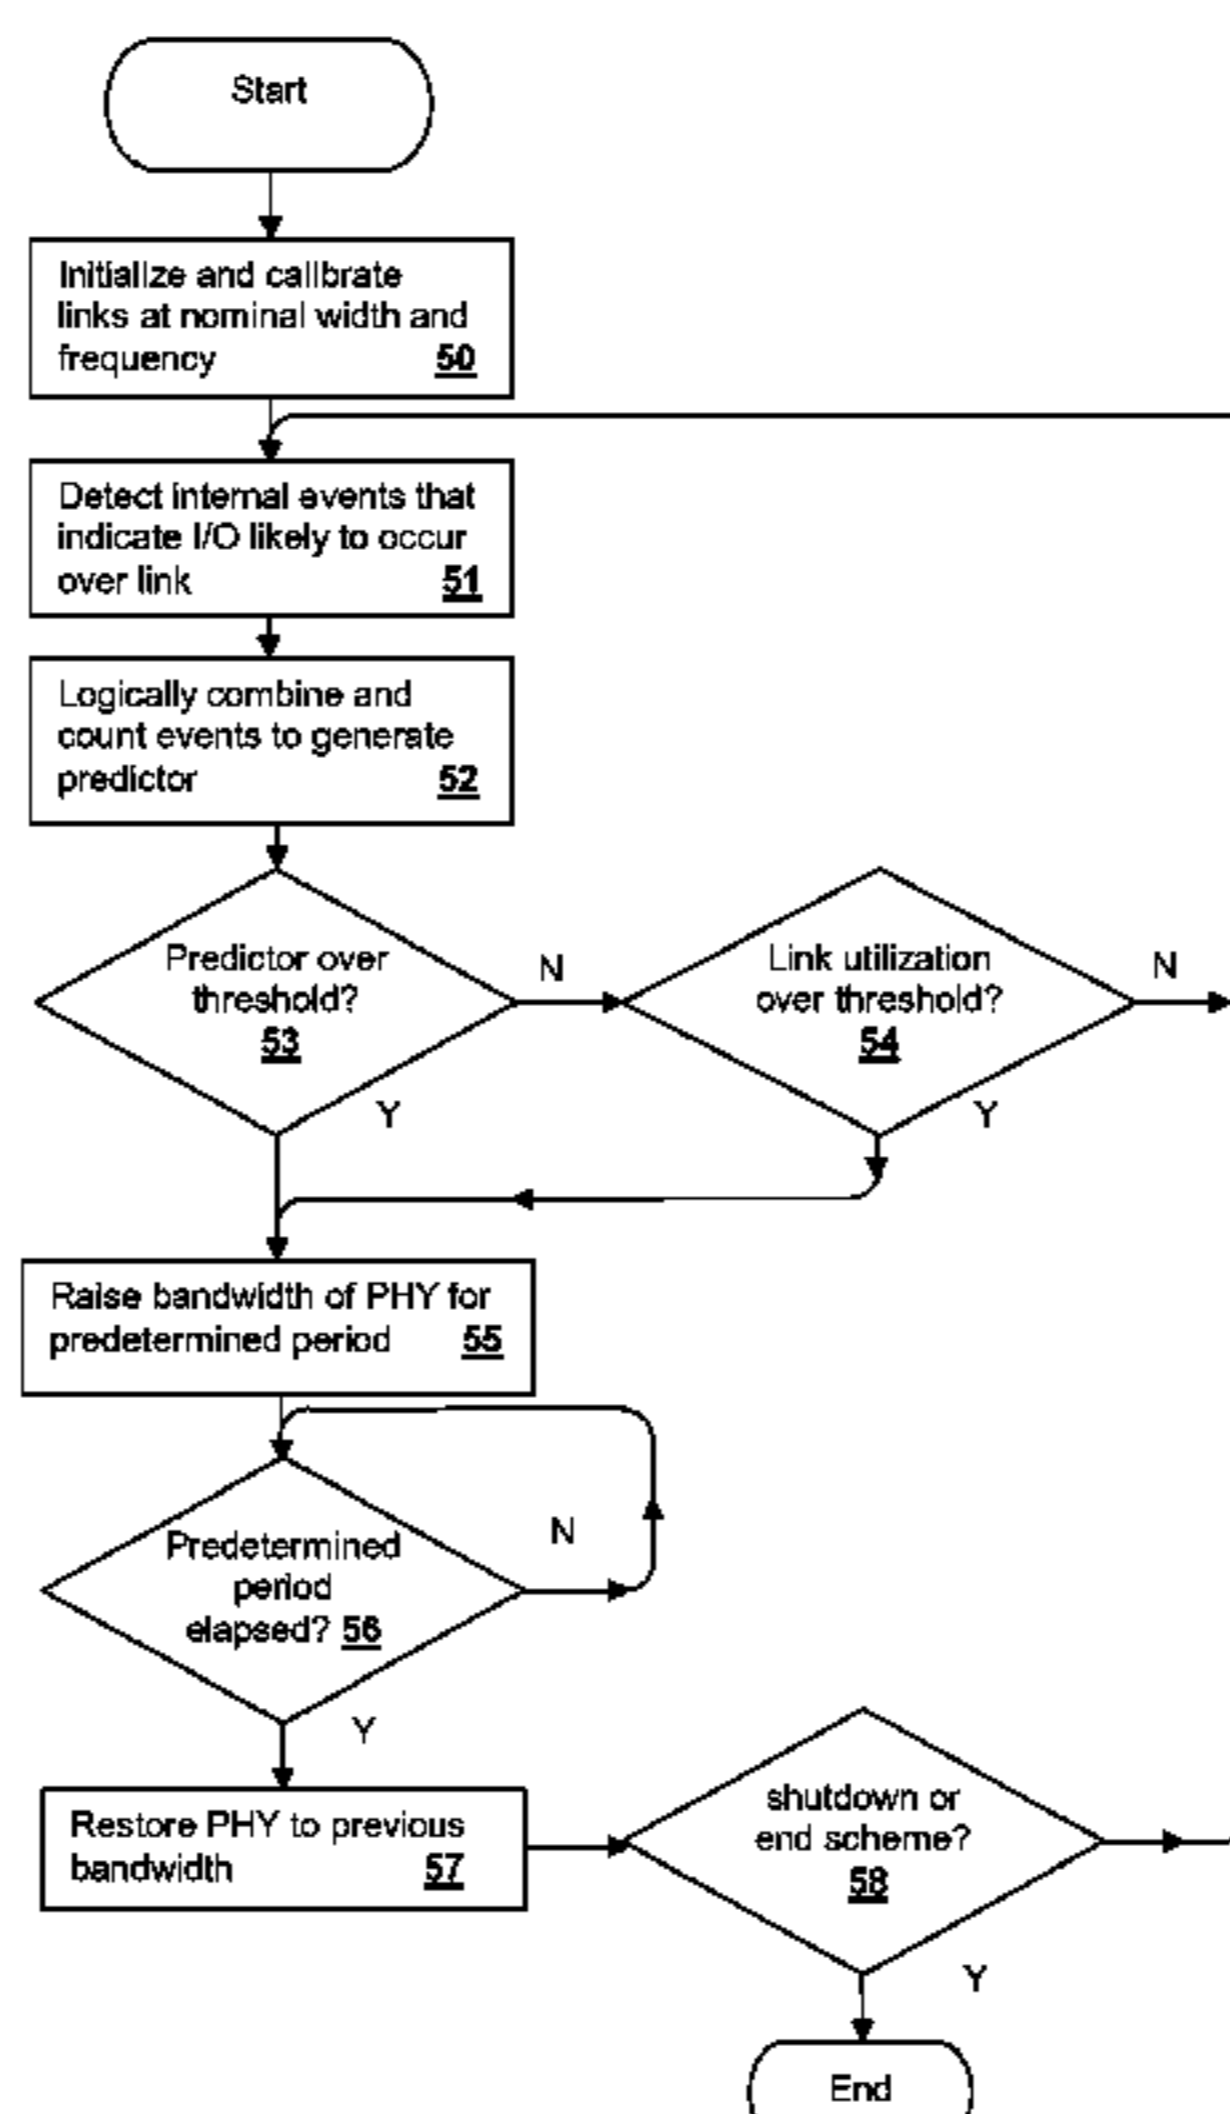 Start
Initialize and calibrate
links at nominal width and
frequency 50
Detect internal events that
indicate I/O likely to occur
over link 51
Logically combine and
count events to generate
predictor 52
Predictor over
threshold?
53
N
Link utilization
over threshold?
54
N
Y
Y
Raise bandwidth of PHY for
predetermined period 55
Predetermined
period
elapsed? 56
N
Y
Restore PHY to previous
bandwidth 57
shutdown or
end scheme?
58
Y
End